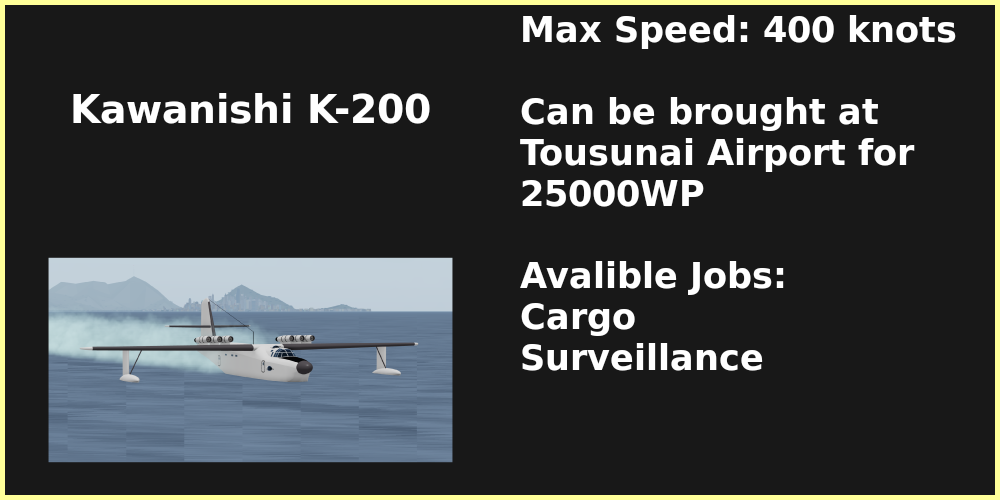 Kawanishi K-200
Max Speed: 400 knots
Can be brought at
Tousunai Airport for
25000WP
Avalible Jobs:
Cargo
Surveillance